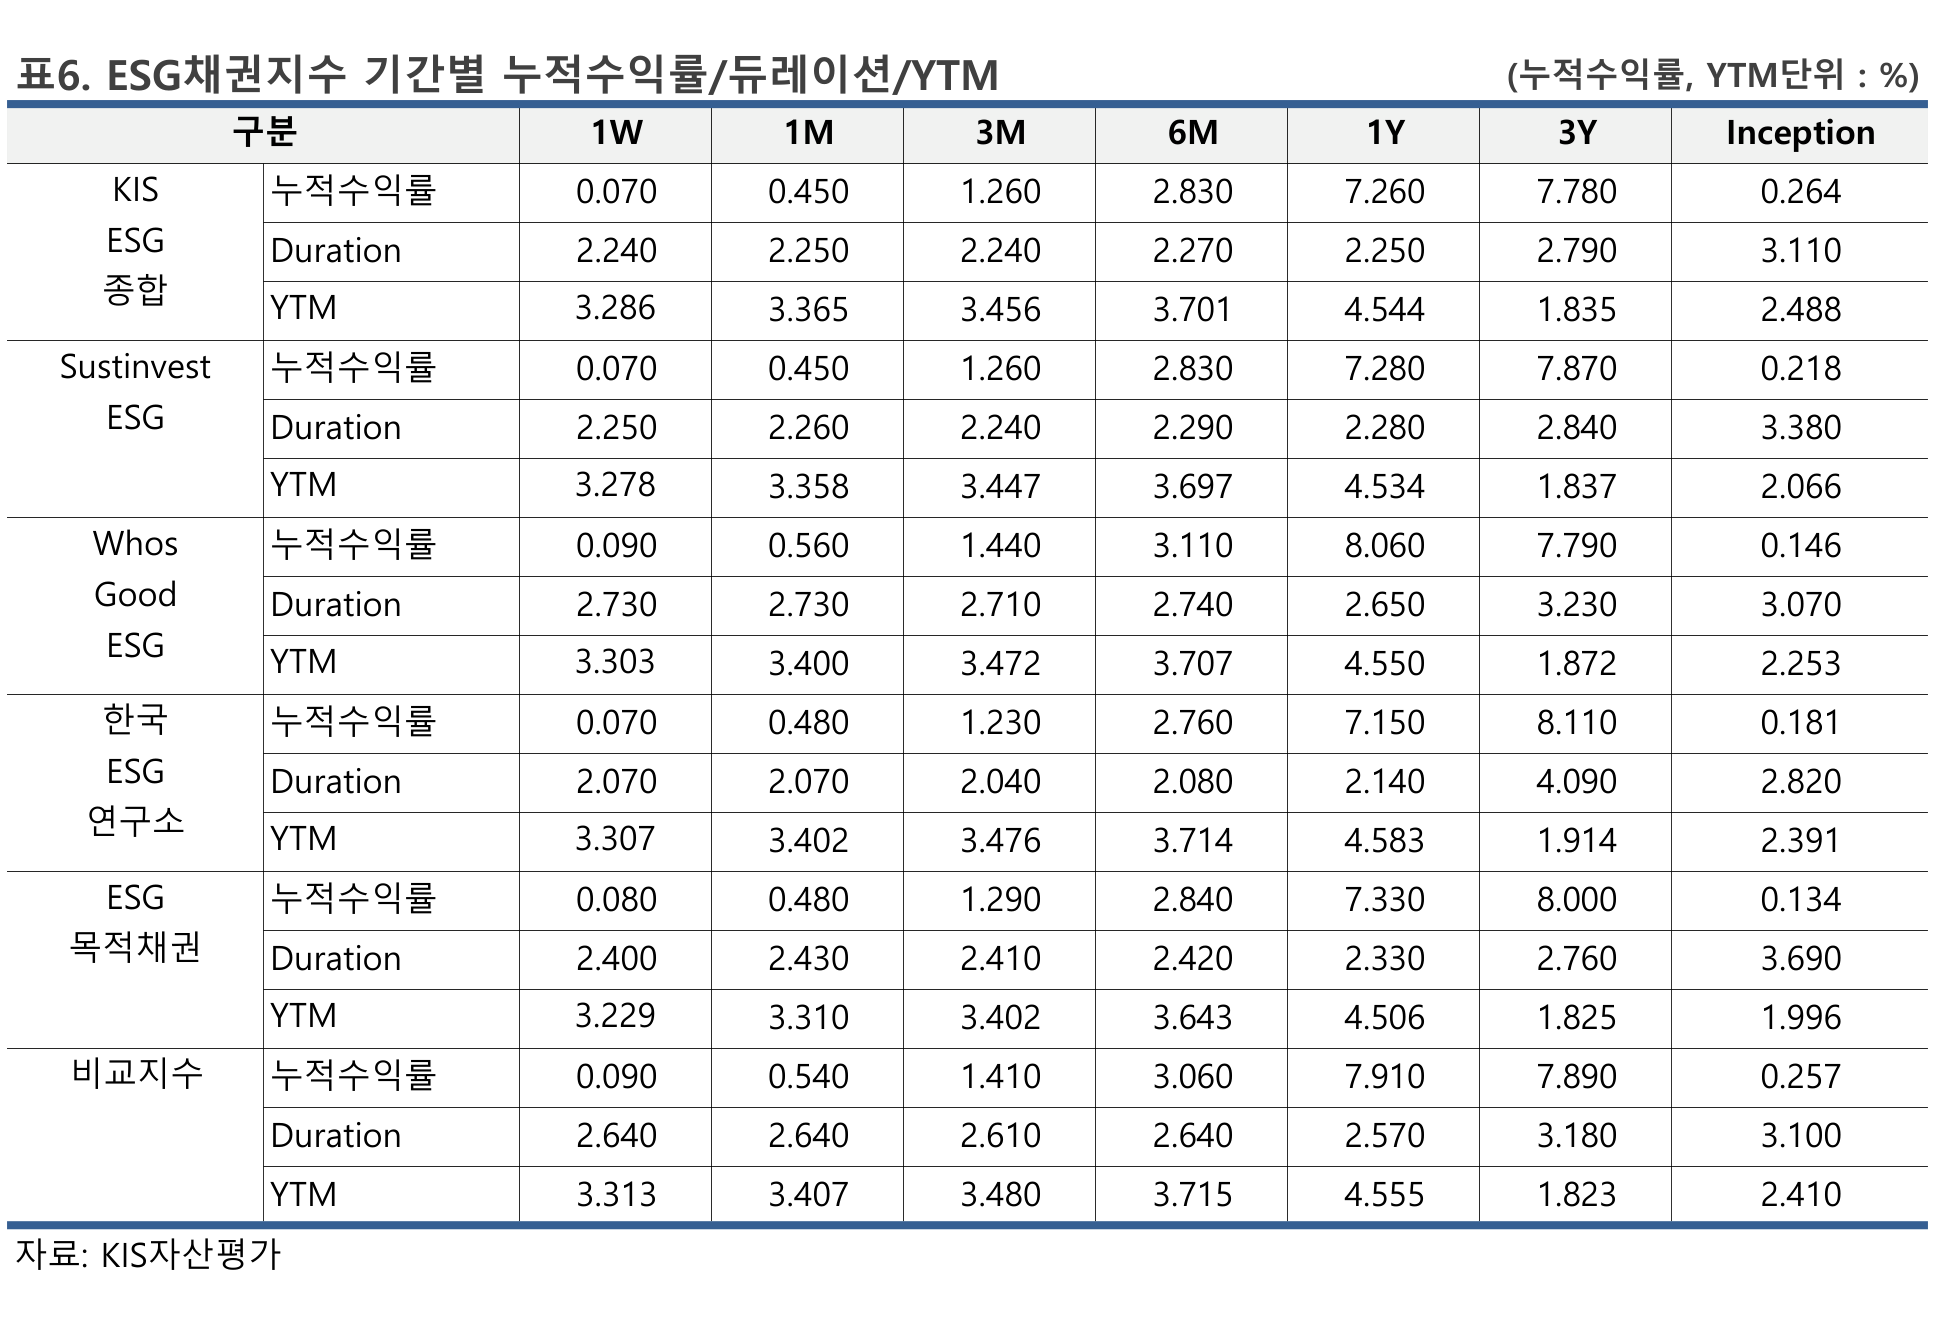 표6. ESG채권지수 기간별 누적수익률/듀레이션/YTM (누적수익률, YTM단위 : %)
구분 1W 1M 3M 6M 1Y 3Y Inception
KIS ESG 종합 누적수익률 0.070 0.450 1.260 2.830 7.260 7.780 0.264
Duration 2.240 2.250 2.240 2.270 2.250 2.790 3.110
YTM 3.286 3.365 3.456 3.701 4.544 1.835 2.488
Sustinvest ESG 누적수익률 0.070 0.450 1.260 2.830 7.280 7.870 0.218
Duration 2.250 2.260 2.240 2.290 2.280 2.840 3.380
YTM 3.278 3.358 3.447 3.697 4.534 1.837 2.066
Whos Good ESG 누적수익률 0.090 0.560 1.440 3.110 8.060 7.790 0.146
Duration 2.730 2.730 2.710 2.740 2.650 3.230 3.070
YTM 3.303 3.400 3.472 3.707 4.550 1.872 2.253
한국 ESG 연구소 누적수익률 0.070 0.480 1.230 2.760 7.150 8.110 0.181
Duration 2.070 2.070 2.040 2.080 2.140 4.090 2.820
YTM 3.307 3.402 3.476 3.714 4.583 1.914 2.391
ESG 목적채권 누적수익률 0.080 0.480 1.290 2.840 7.330 8.000 0.134
Duration 2.400 2.430 2.410 2.420 2.330 2.760 3.690
YTM 3.229 3.310 3.402 3.643 4.506 1.825 1.996
비교지수 누적수익률 0.090 0.540 1.410 3.060 7.910 7.890 0.257
Duration 2.640 2.640 2.610 2.640 2.570 3.180 3.100
YTM 3.313 3.407 3.480 3.715 4.555 1.823 2.410
자료: KIS자산평가